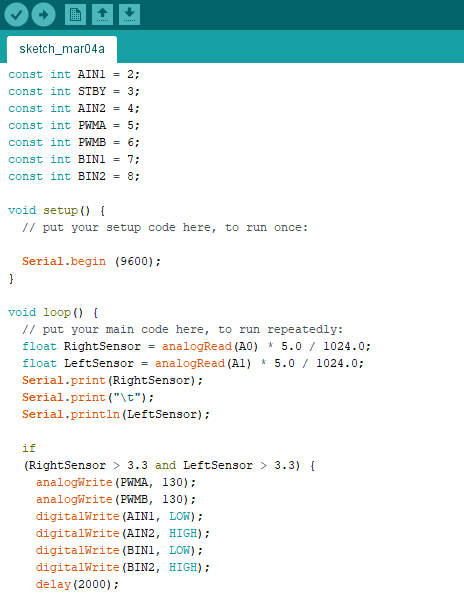 sketch_mar04a
const int AIN1 = 2;
const int STBY = 3;
const int AIN2 = 4;
const int PWMA = 5;
const int PWMB = 6;
const int BIN1 = 7;
const int BIN2 = 8;

void setup() {
  // put your setup code here, to run once:

  Serial.begin (9600);
}

void loop() {
  // put your main code here, to run repeatedly:
  float RightSensor = analogRead(A0) * 5.0 / 1024.0;
  float LeftSensor = analogRead(A1) * 5.0 / 1024.0;
  Serial.print(RightSensor);
  Serial.print("\t");
  Serial.println(LeftSensor);

  if
  (RightSensor > 3.3 and LeftSensor > 3.3) {
    analogWrite(PWMA, 130);
    analogWrite(PWMB, 130);
    digitalWrite(AIN1, LOW);
    digitalWrite(AIN2, HIGH);
    digitalWrite(BIN1, LOW);
    digitalWrite(BIN2, HIGH);
    delay(2000);